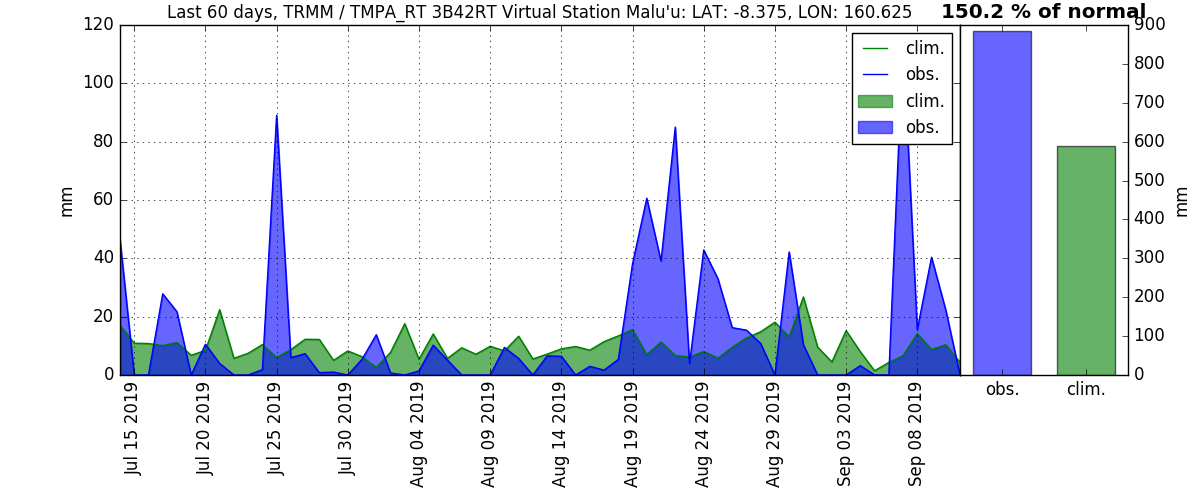 Last 60 days, TRMM / TMPA_RT 3B42RT Virtual Station Malu'u: LAT: -8.375, LON: 160.625
150.2 % of normal
120
100
80
60
40
20
0
mm
clim.
obs.
clim.
obs.
Jul 15 2019
Jul 20 2019
Jul 25 2019
Jul 30 2019
Aug 04 2019
Aug 09 2019
Aug 14 2019
Aug 19 2019
Aug 24 2019
Aug 29 2019
Sep 03 2019
Sep 08 2019
obs.
clim.
900
800
700
600
500
400
300
200
100
0
mm